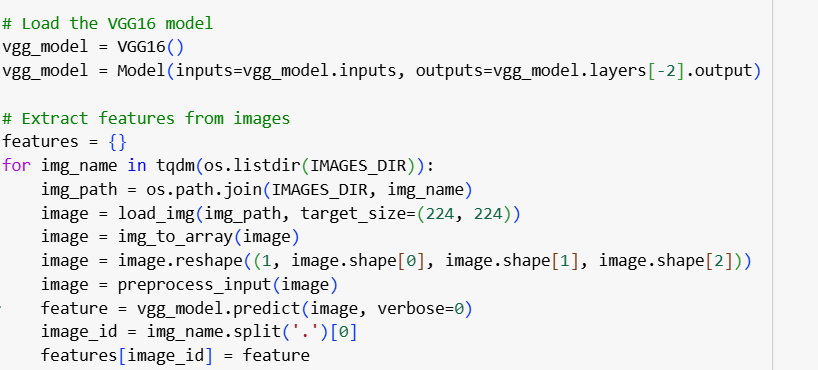 # Load the VGG16 model
vgg_model = VGG16()
vgg_model = Model(inputs=vgg_model.inputs, outputs=vgg_model.layers[-2].output)

# Extract features from images
features = {}
for img_name in tqdm(os.listdir(IMAGES_DIR)):
    img_path = os.path.join(IMAGES_DIR, img_name)
    image = load_img(img_path, target_size=(224, 224))
    image = img_to_array(image)
    image = image.reshape((1, image.shape[0], image.shape[1], image.shape[2]))
    image = preprocess_input(image)
    feature = vgg_model.predict(image, verbose=0)
    image_id = img_name.split('.')[0]
    features[image_id] = feature